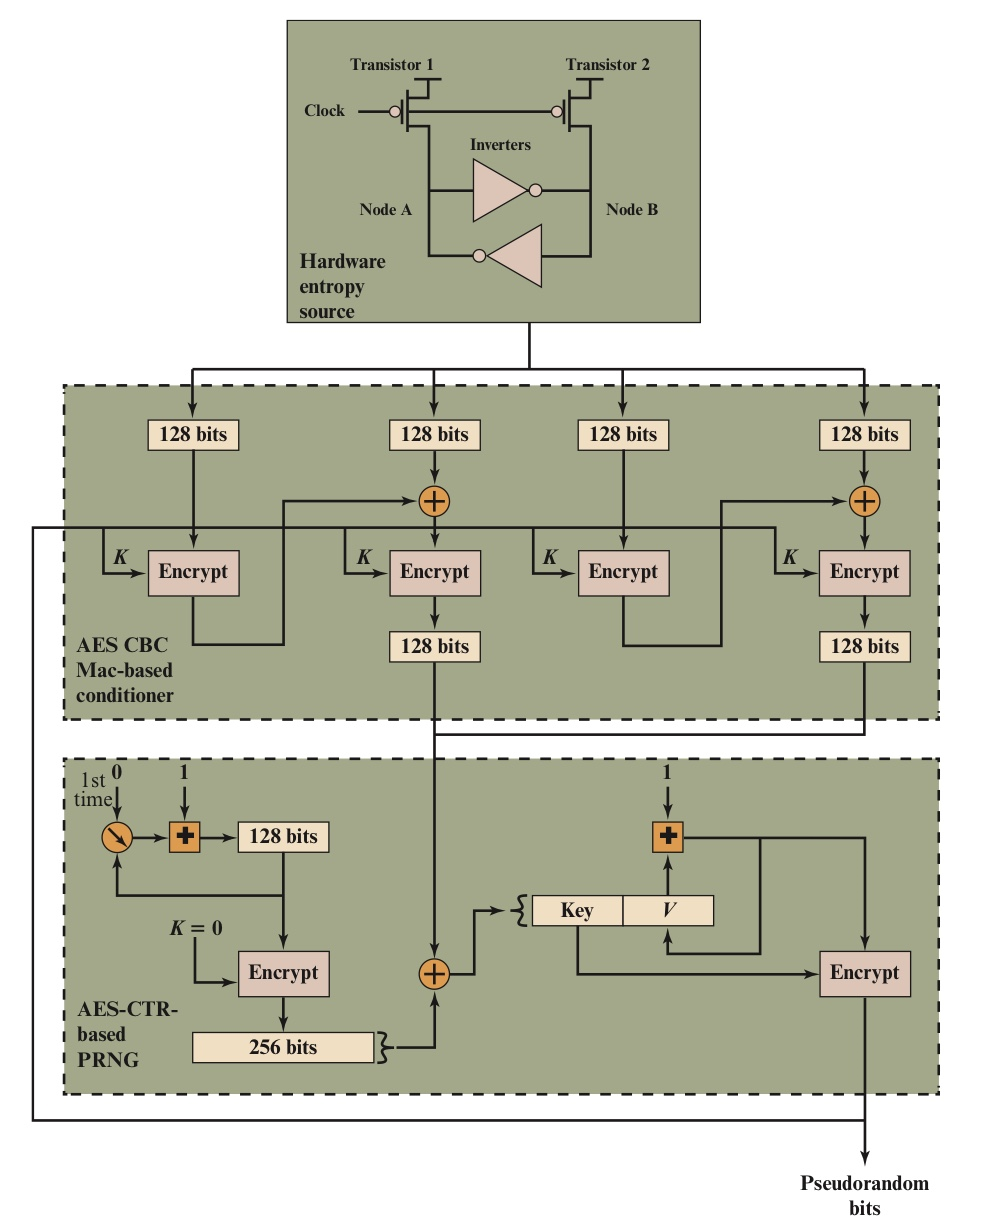 Transistor 1
Transistor 2
Clock
Inverters
Node A
Node B
Hardware
entropy
source
128 bits
128 bits
128 bits
128 bits
+
+
K
K
K
K
Encrypt
Encrypt
Encrypt
Encrypt
128 bits
128 bits
AES CBC
Mac-based
conditioner
1st
time
0
1
1
+
128 bits
+
Key
V
K = 0
Encrypt
+
Encrypt
AES-CTR-
based
PRNG
256 bits
Pseudorandom
bits